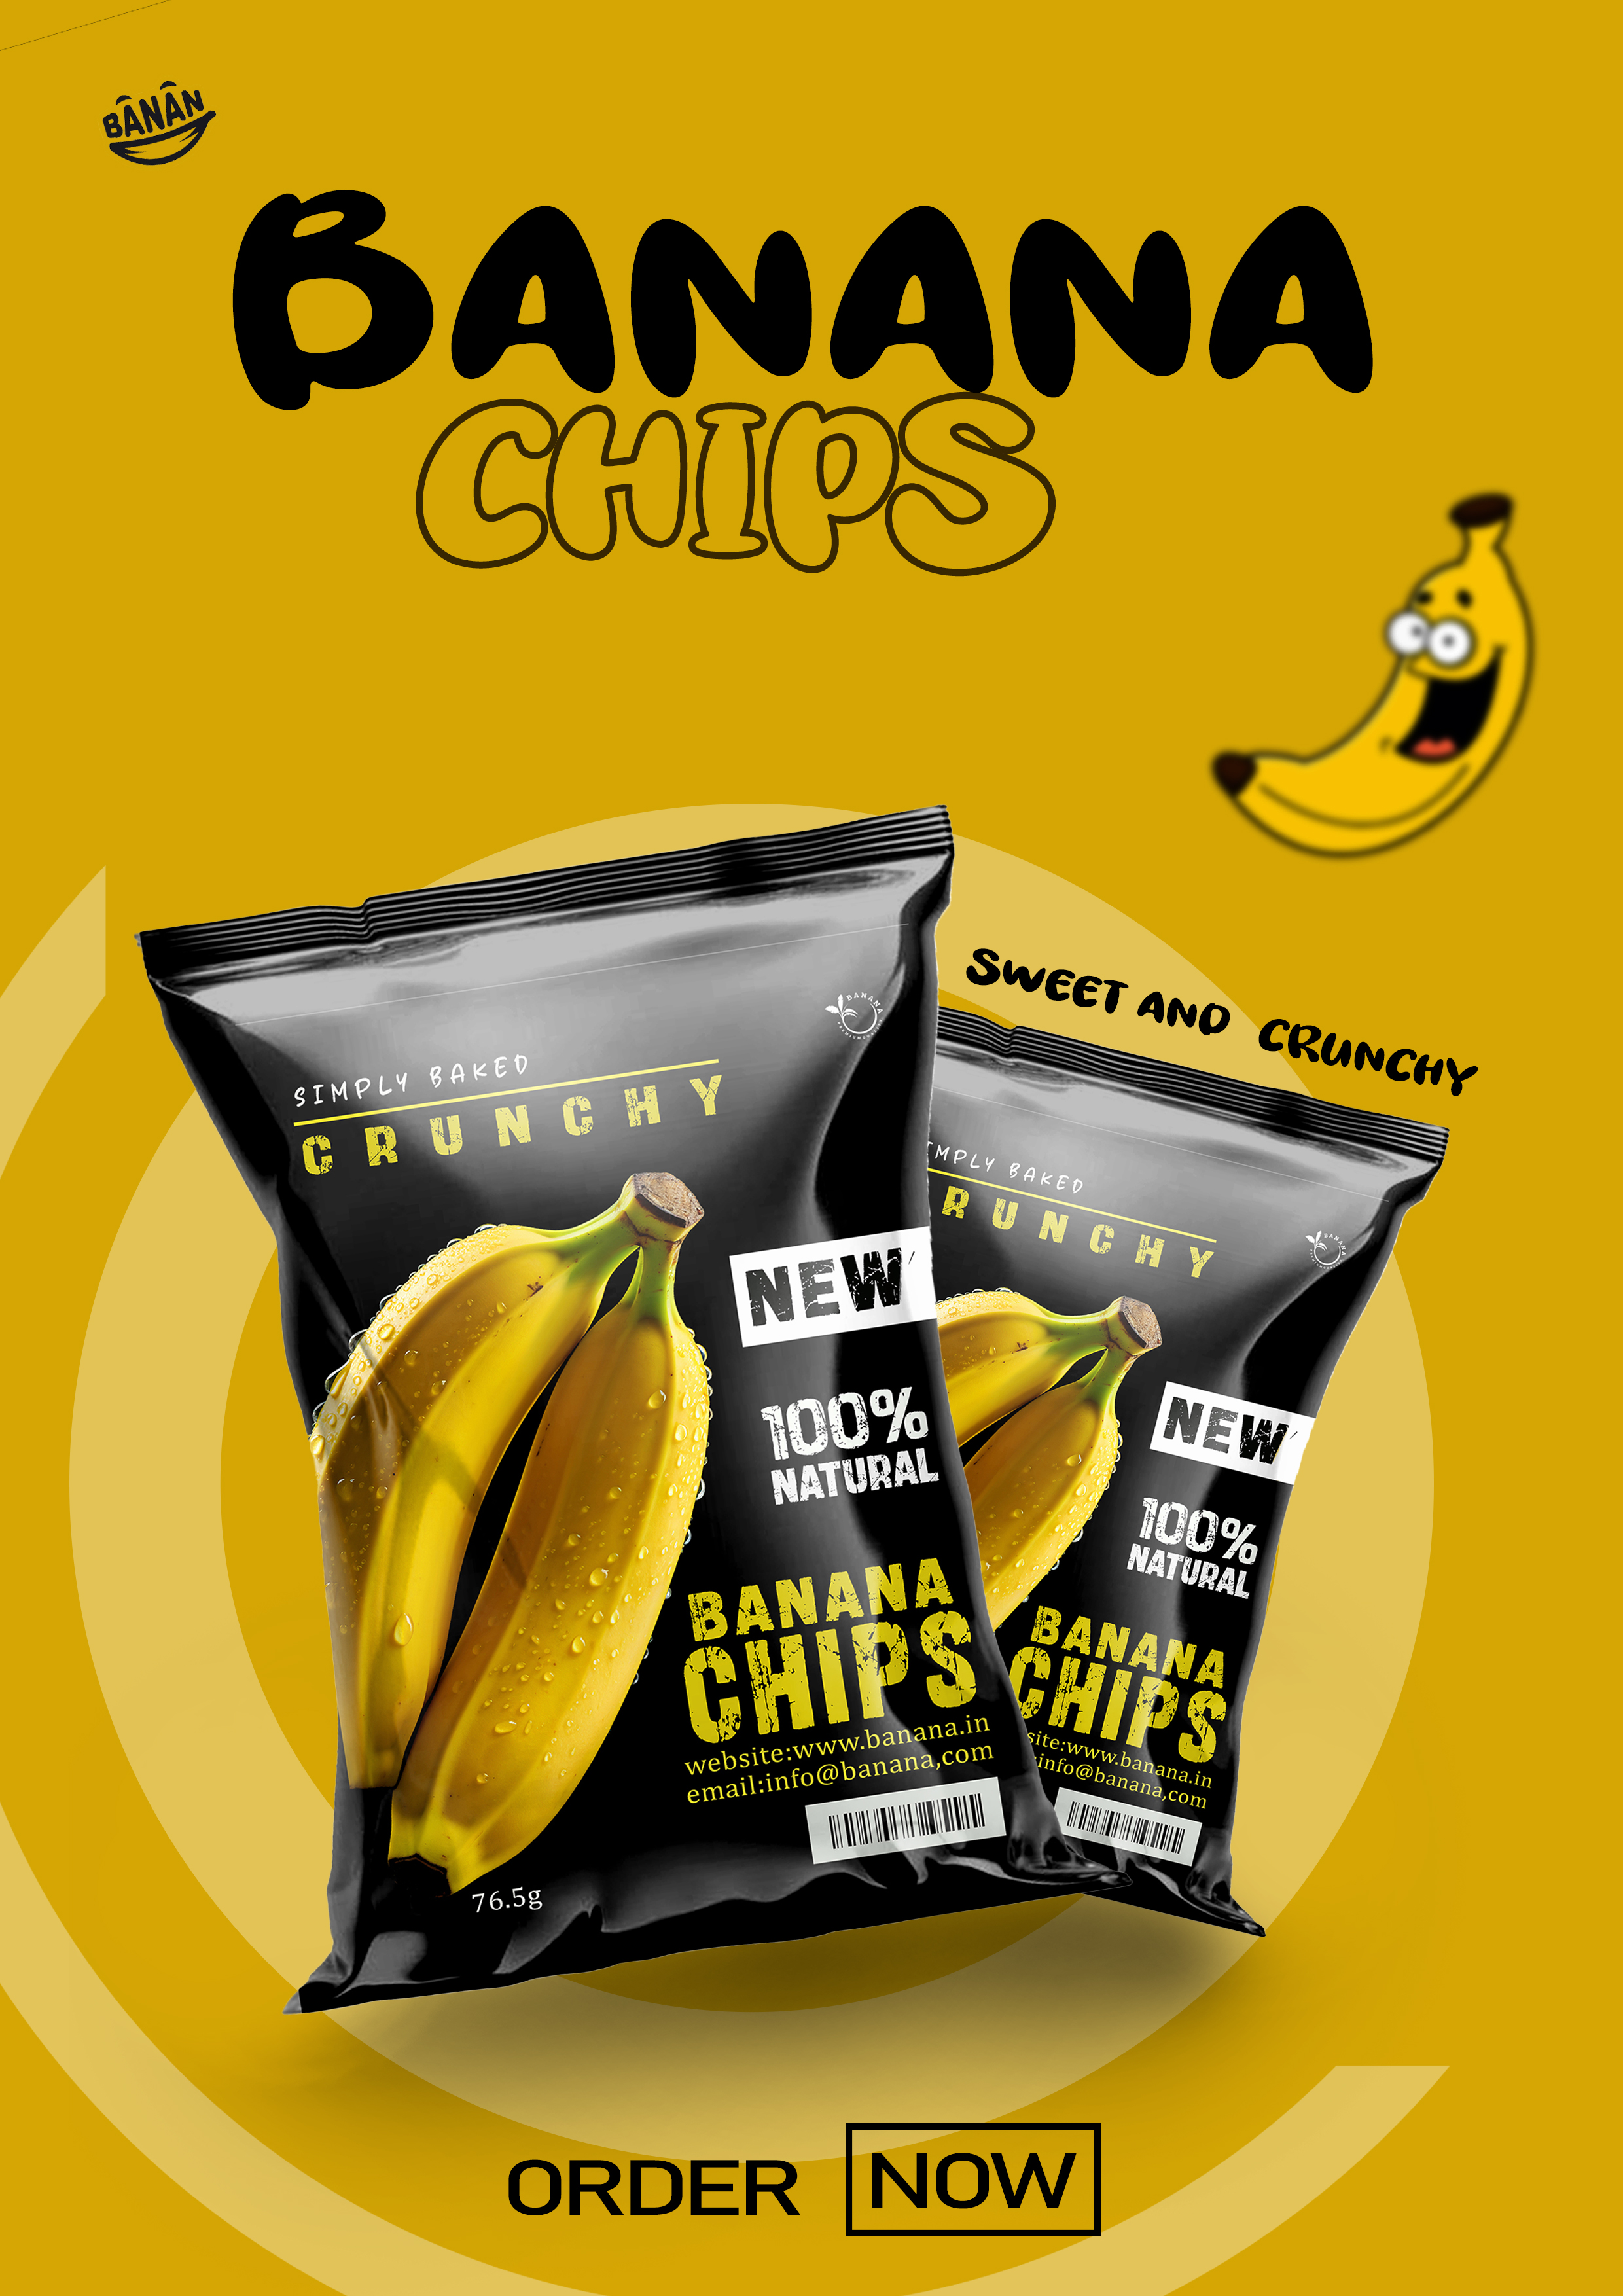 BÂNÂN
BANANA
CHIPS
SWEET AND CRUNCHY
SIMPLY BAKED
CRUNCHY
BANANA
NEW
100%
NATURAL
BANANA
CHIPS
website:www.banana.in
email:info@banana,com
76.5g
MPLY BAKED
RUNCHY
BANANA
NEW
100%
NATURAL
BANANA
CHIPS
site:www.banana.in
:info@banana,com
ORDER NOW